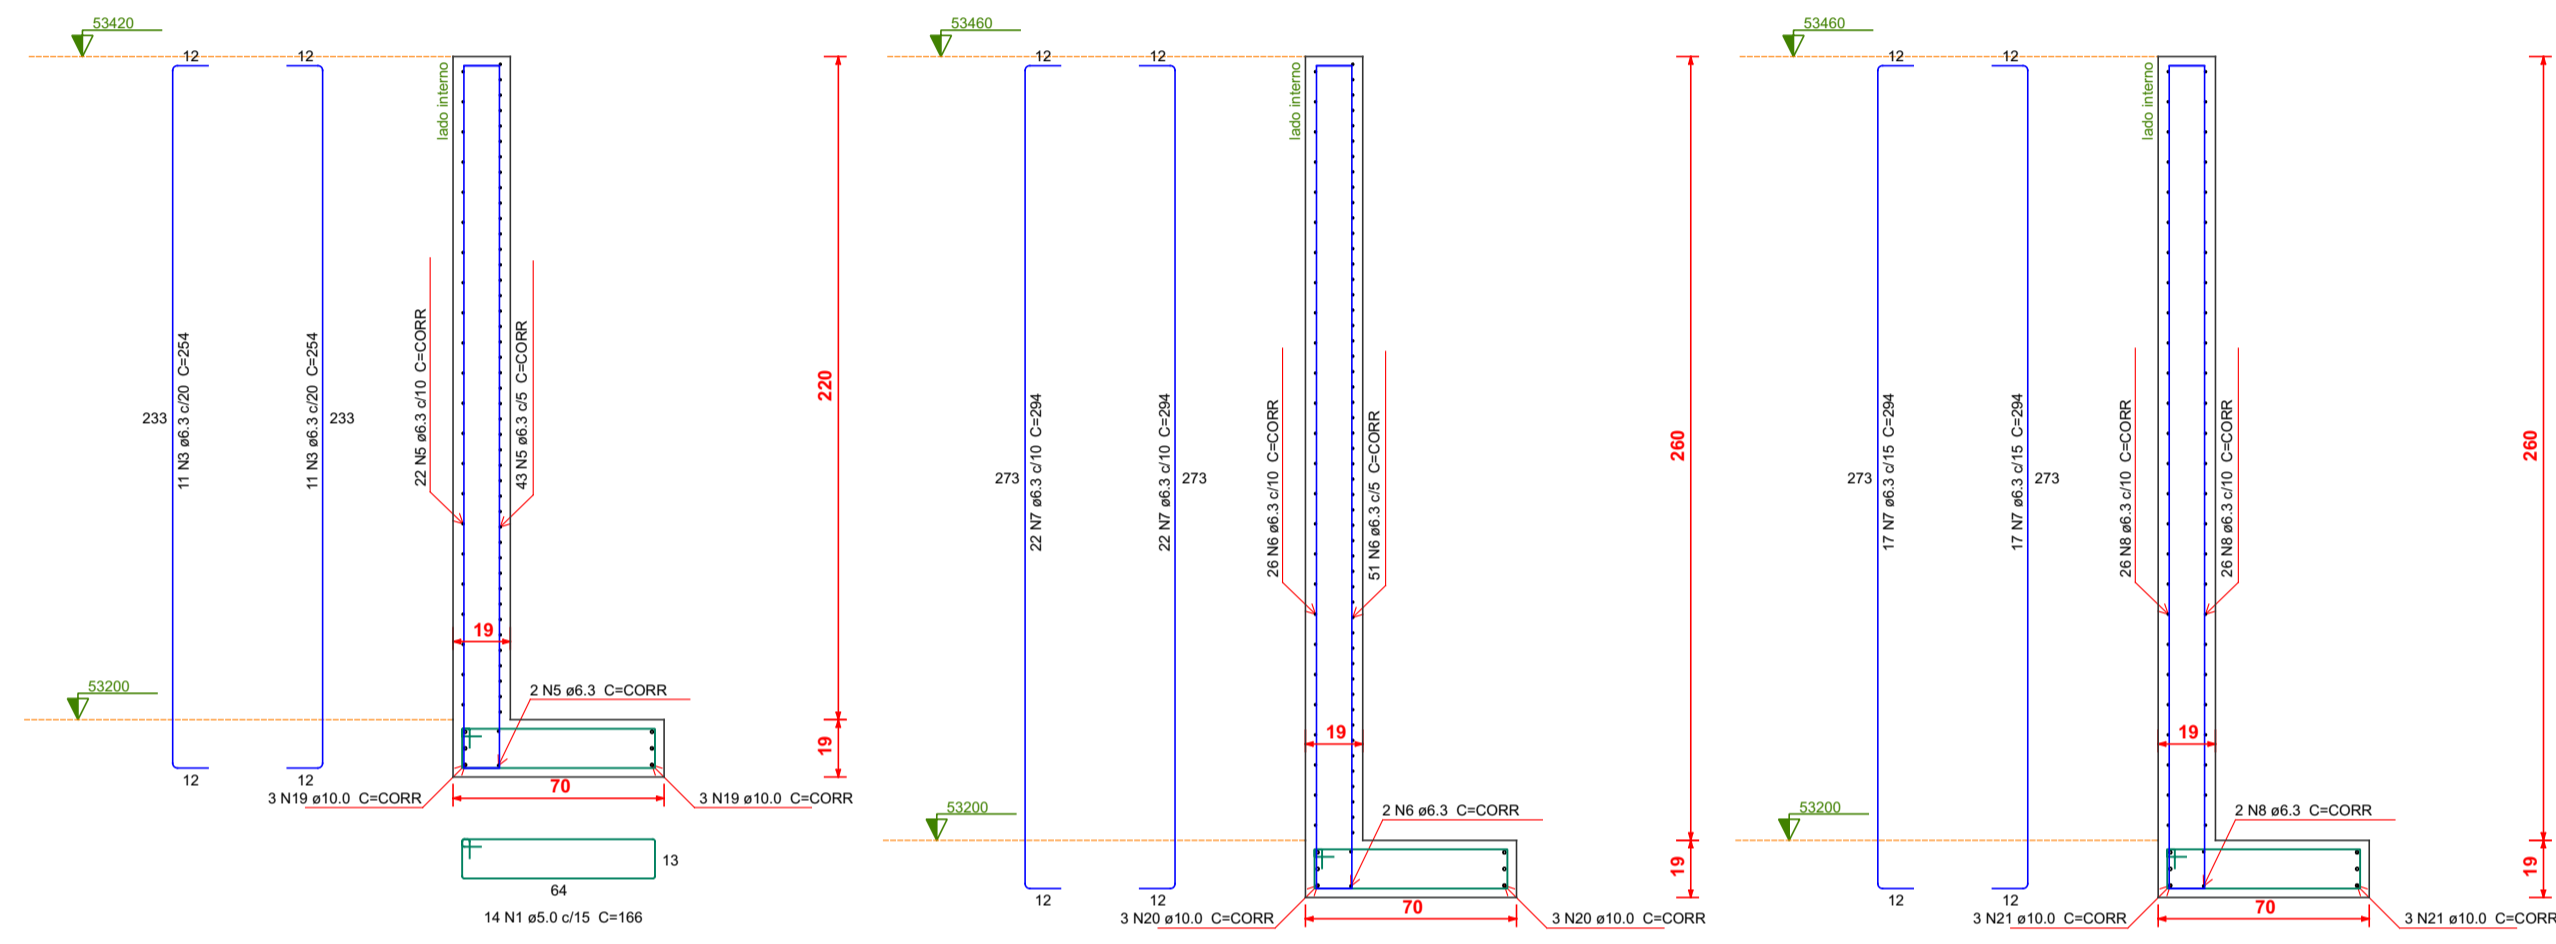 53420
12
12
lado interno
233
11 N3 ø6.3 c/20 C=254
11 N3 ø6.3 c/20 C=254
233
22 N5 ø6.3 c/10 C=CORR
43 N5 ø6.3 c/5 C=CORR
220
19
53200
2 N5 ø6.3 C=CORR
19
12
12
3 N19 ø10.0 C=CORR
70
3 N19 ø10.0 C=CORR
13
64
14 N1 ø5.0 c/15 C=166
53460
12
12
lado interno
273
22 N7 ø6.3 c/10 C=294
22 N7 ø6.3 c/10 C=294
273
26 N6 ø6.3 c/10 C=CORR
51 N6 ø6.3 c/5 C=CORR
260
19
53200
2 N6 ø6.3 C=CORR
19
12
12
3 N20 ø10.0 C=CORR
70
3 N20 ø10.0 C=CORR
53460
12
12
lado interno
273
17 N7 ø6.3 c/15 C=294
17 N7 ø6.3 c/15 C=294
273
26 N8 ø6.3 c/10 C=CORR
26 N8 ø6.3 c/10 C=CORR
260
19
53200
2 N8 ø6.3 C=CORR
19
12
12
3 N21 ø10.0 C=CORR
70
3 N21 ø10.0 C=CORR